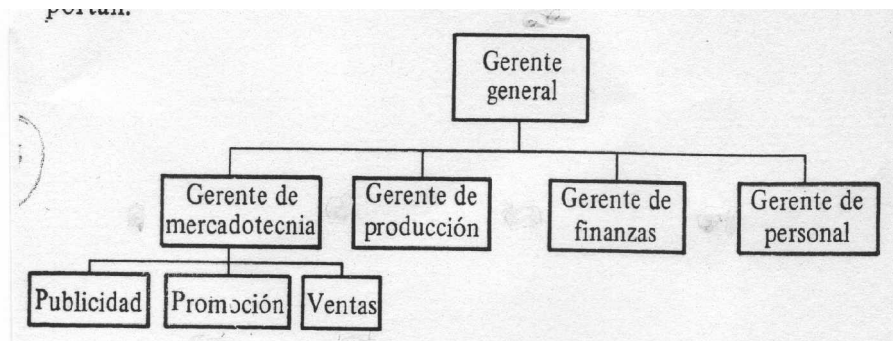 Gerente
general
Gerente de
mercadotecnia
Gerente de
producción
Gerente de
finanzas
Gerente de
personal
Publicidad
Promoción
Ventas